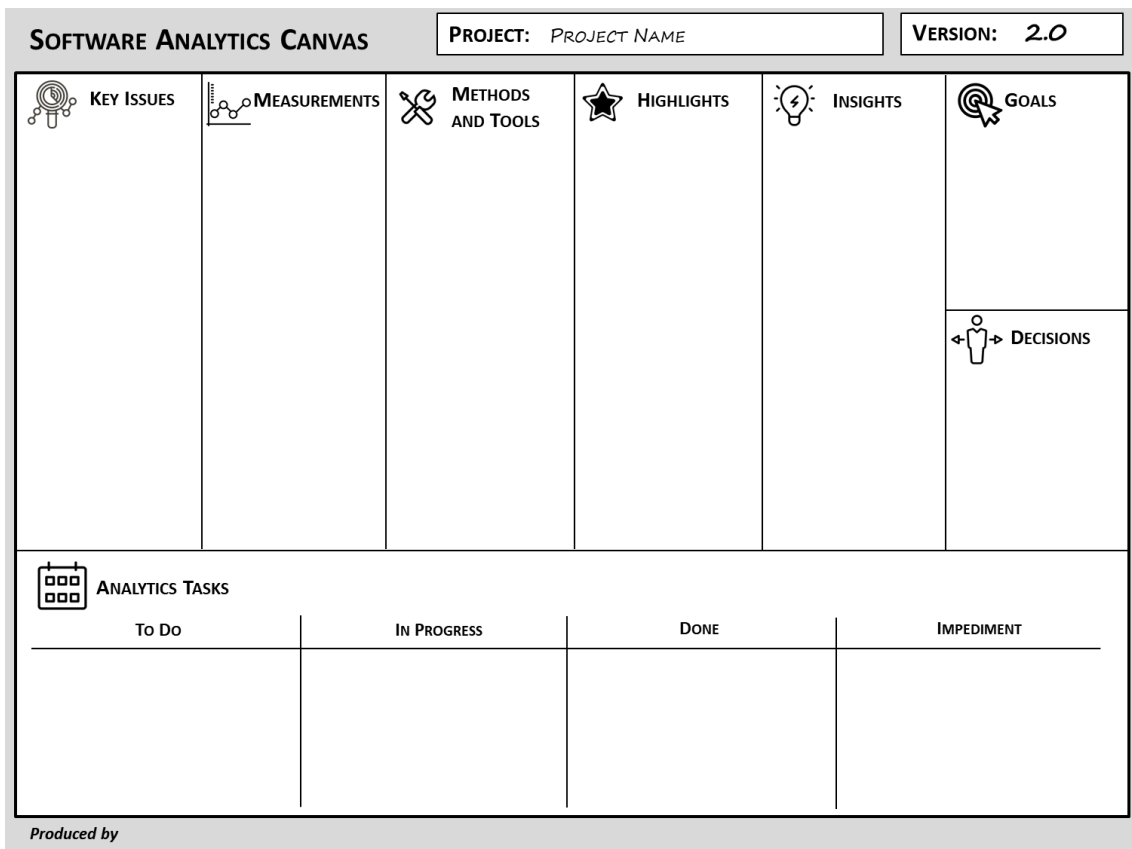 Software Analytics Canvas
Project: Project Name
Version: 2.0
Key Issues
Measurements
Methods
and Tools
Highlights
Insights
Goals
Decisions
Analytics Tasks
To Do
In Progress
Done
Impediment
Produced by